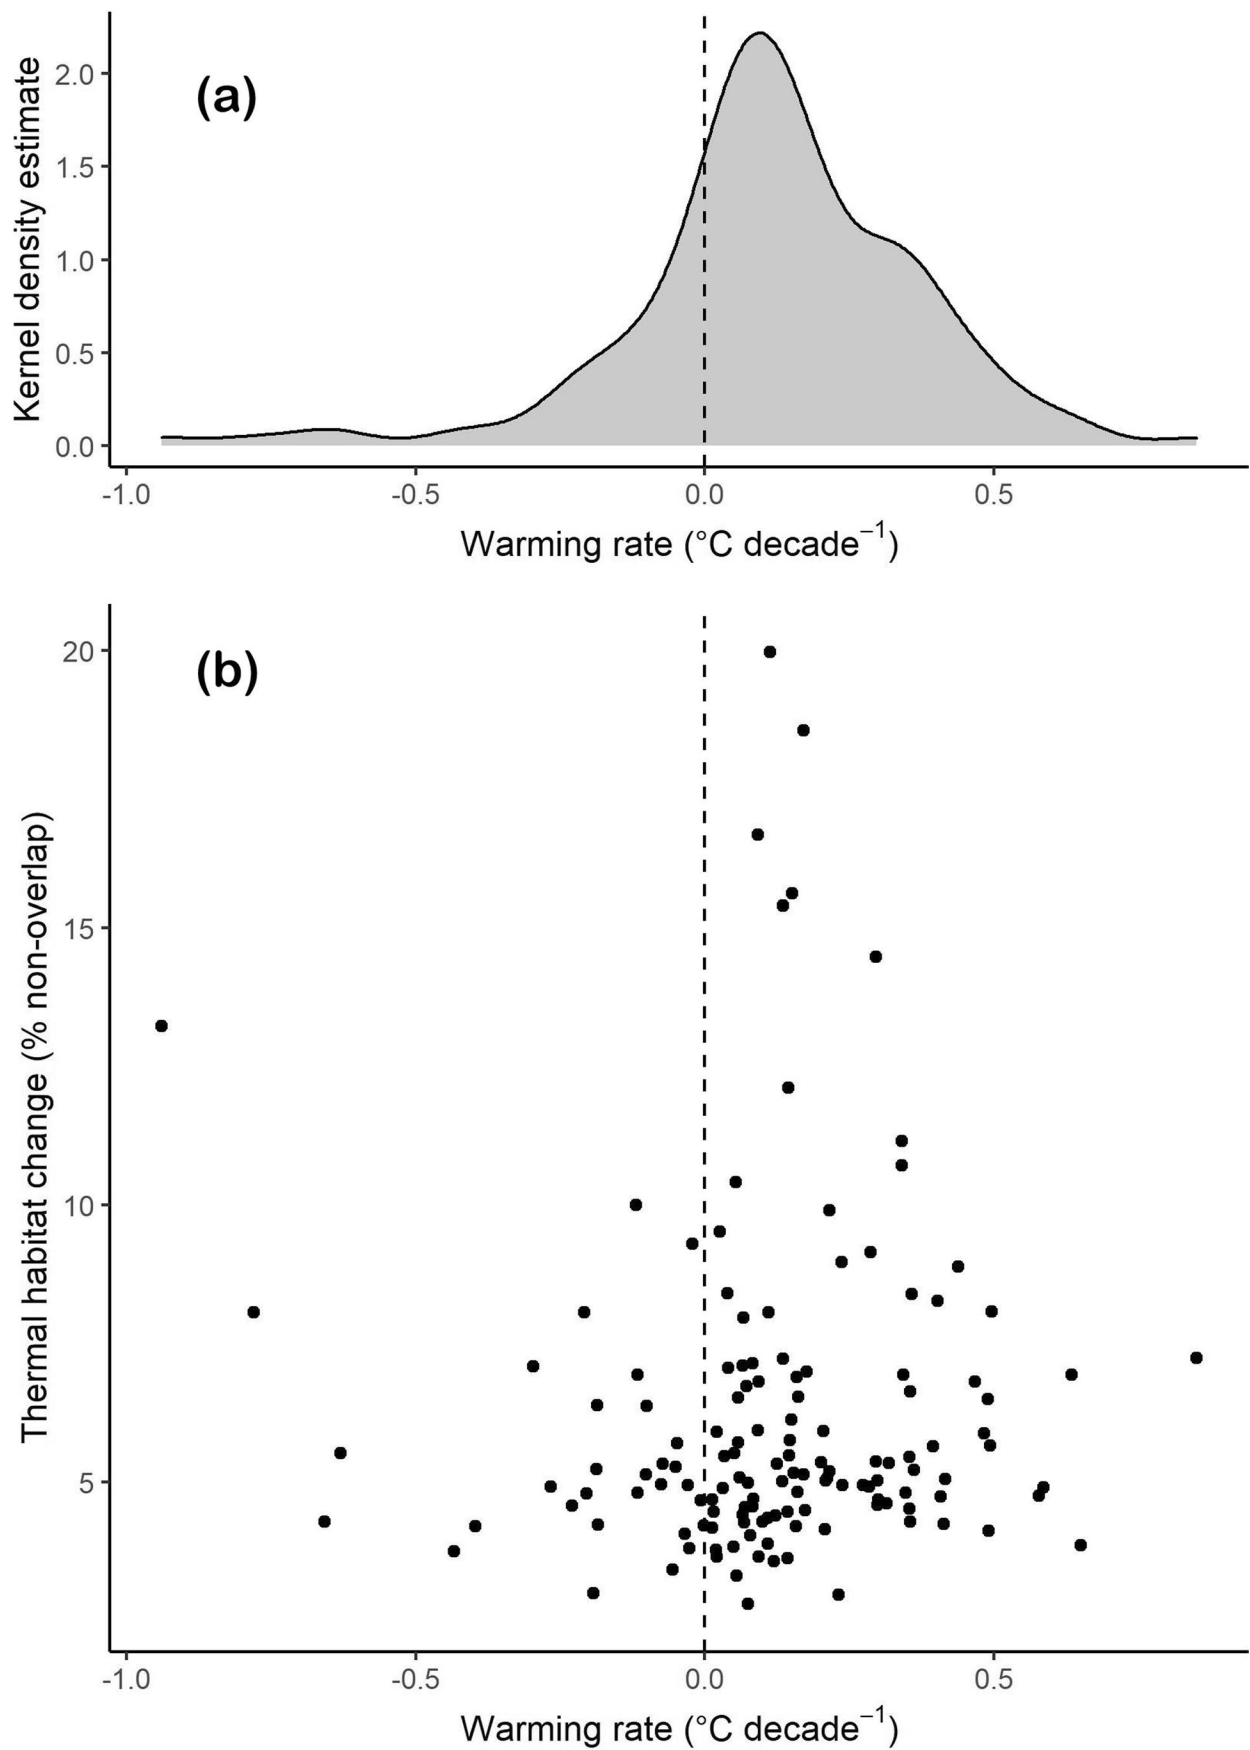 (a)
Kernel density estimate
2.0
1.5
1.0
0.5
0.0
-1.0 -0.5 0.0 0.5
Warming rate (°C decade⁻¹)
(b)
Thermal habitat change (% non-overlap)
20
15
10
5
-1.0 -0.5 0.0 0.5
Warming rate (°C decade⁻¹)